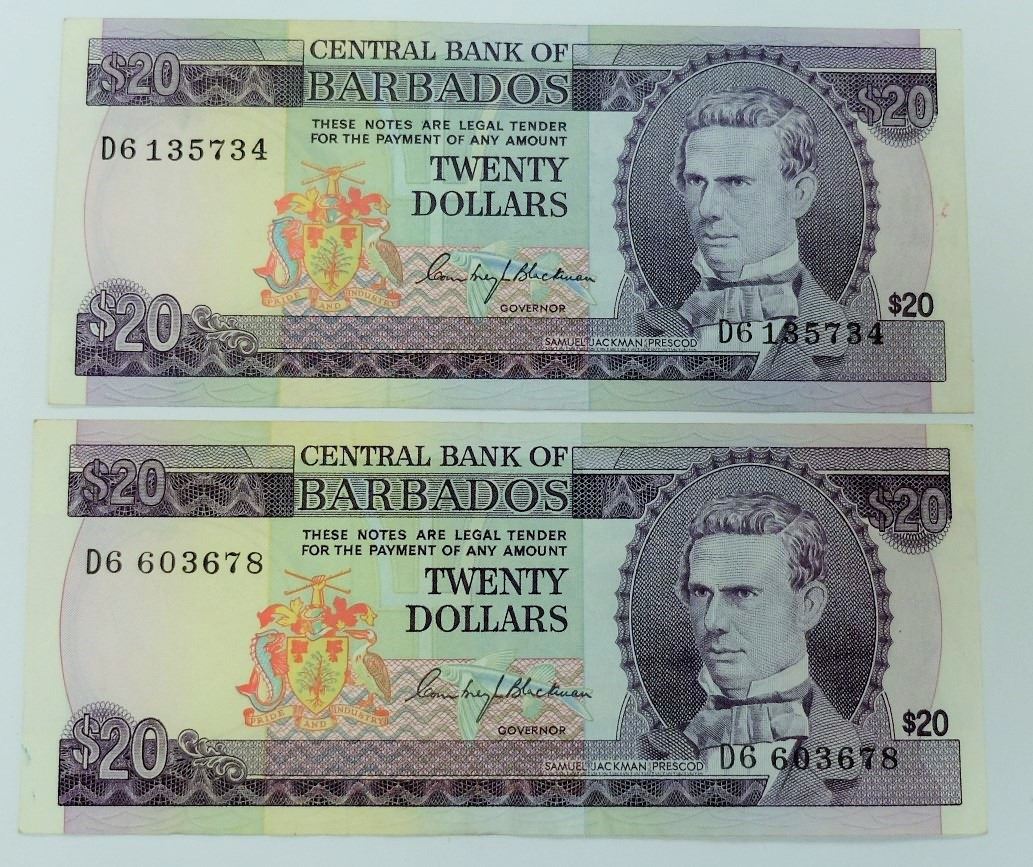 $20 CENTRAL BANK OF
BARBADOS $20
THESE NOTES ARE LEGAL TENDER
FOR THE PAYMENT OF ANY AMOUNT
D6 135734
TWENTY
DOLLARS
PRIDE AND INDUSTRY
GOVERNOR
$20
$20
SAMUEL JACKMAN PRESCOD
D6 135734
$20 CENTRAL BANK OF
BARBADOS $20
THESE NOTES ARE LEGAL TENDER
FOR THE PAYMENT OF ANY AMOUNT
D6 603678
TWENTY
DOLLARS
PRIDE AND INDUSTRY
GOVERNOR
$20
$20
SAMUEL JACKMAN PRESCOD
D6 603678